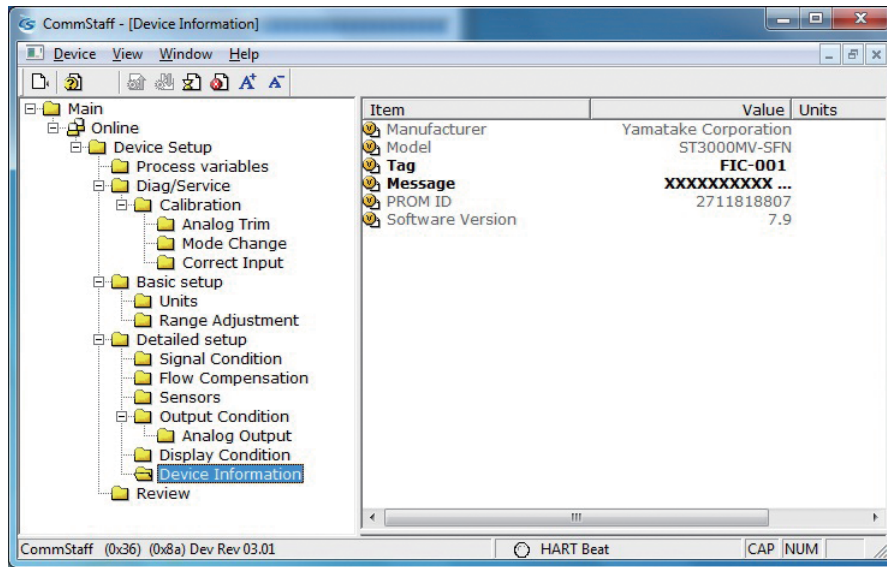 CommStaff - [Device Information]
Device View Window Help
Main
Online
Device Setup
Process variables
Diag/Service
Calibration
Analog Trim
Mode Change
Correct Input
Basic setup
Units
Range Adjustment
Detailed setup
Signal Condition
Flow Compensation
Sensors
Output Condition
Analog Output
Display Condition
Device Information
Review
Item Value Units
Manufacturer Yamatake Corporation
Model ST3000MV-SFN
Tag FIC-001
Message XXXXXXXXXX ...
PROM ID 2711818807
Software Version 7.9
CommStaff (0x36) (0x8a) Dev Rev 03.01 HART Beat CAP NUM